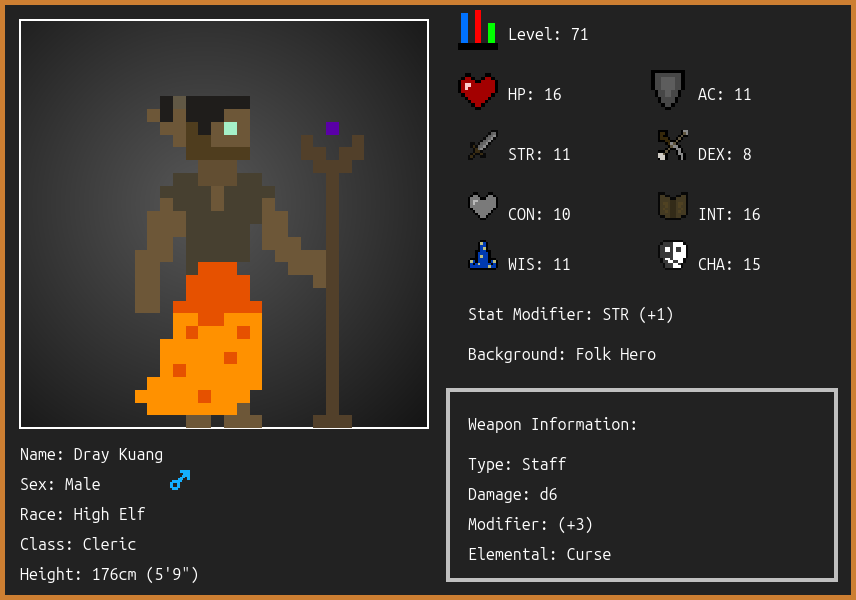 Level: 71
HP: 16
AC: 11
STR: 11
DEX: 8
CON: 10
INT: 16
WIS: 11
CHA: 15
Stat Modifier: STR (+1)
Background: Folk Hero
Weapon Information:
Type: Staff
Damage: d6
Modifier: (+3)
Elemental: Curse
Name: Dray Kuang
Sex: Male
Race: High Elf
Class: Cleric
Height: 176cm (5'9")